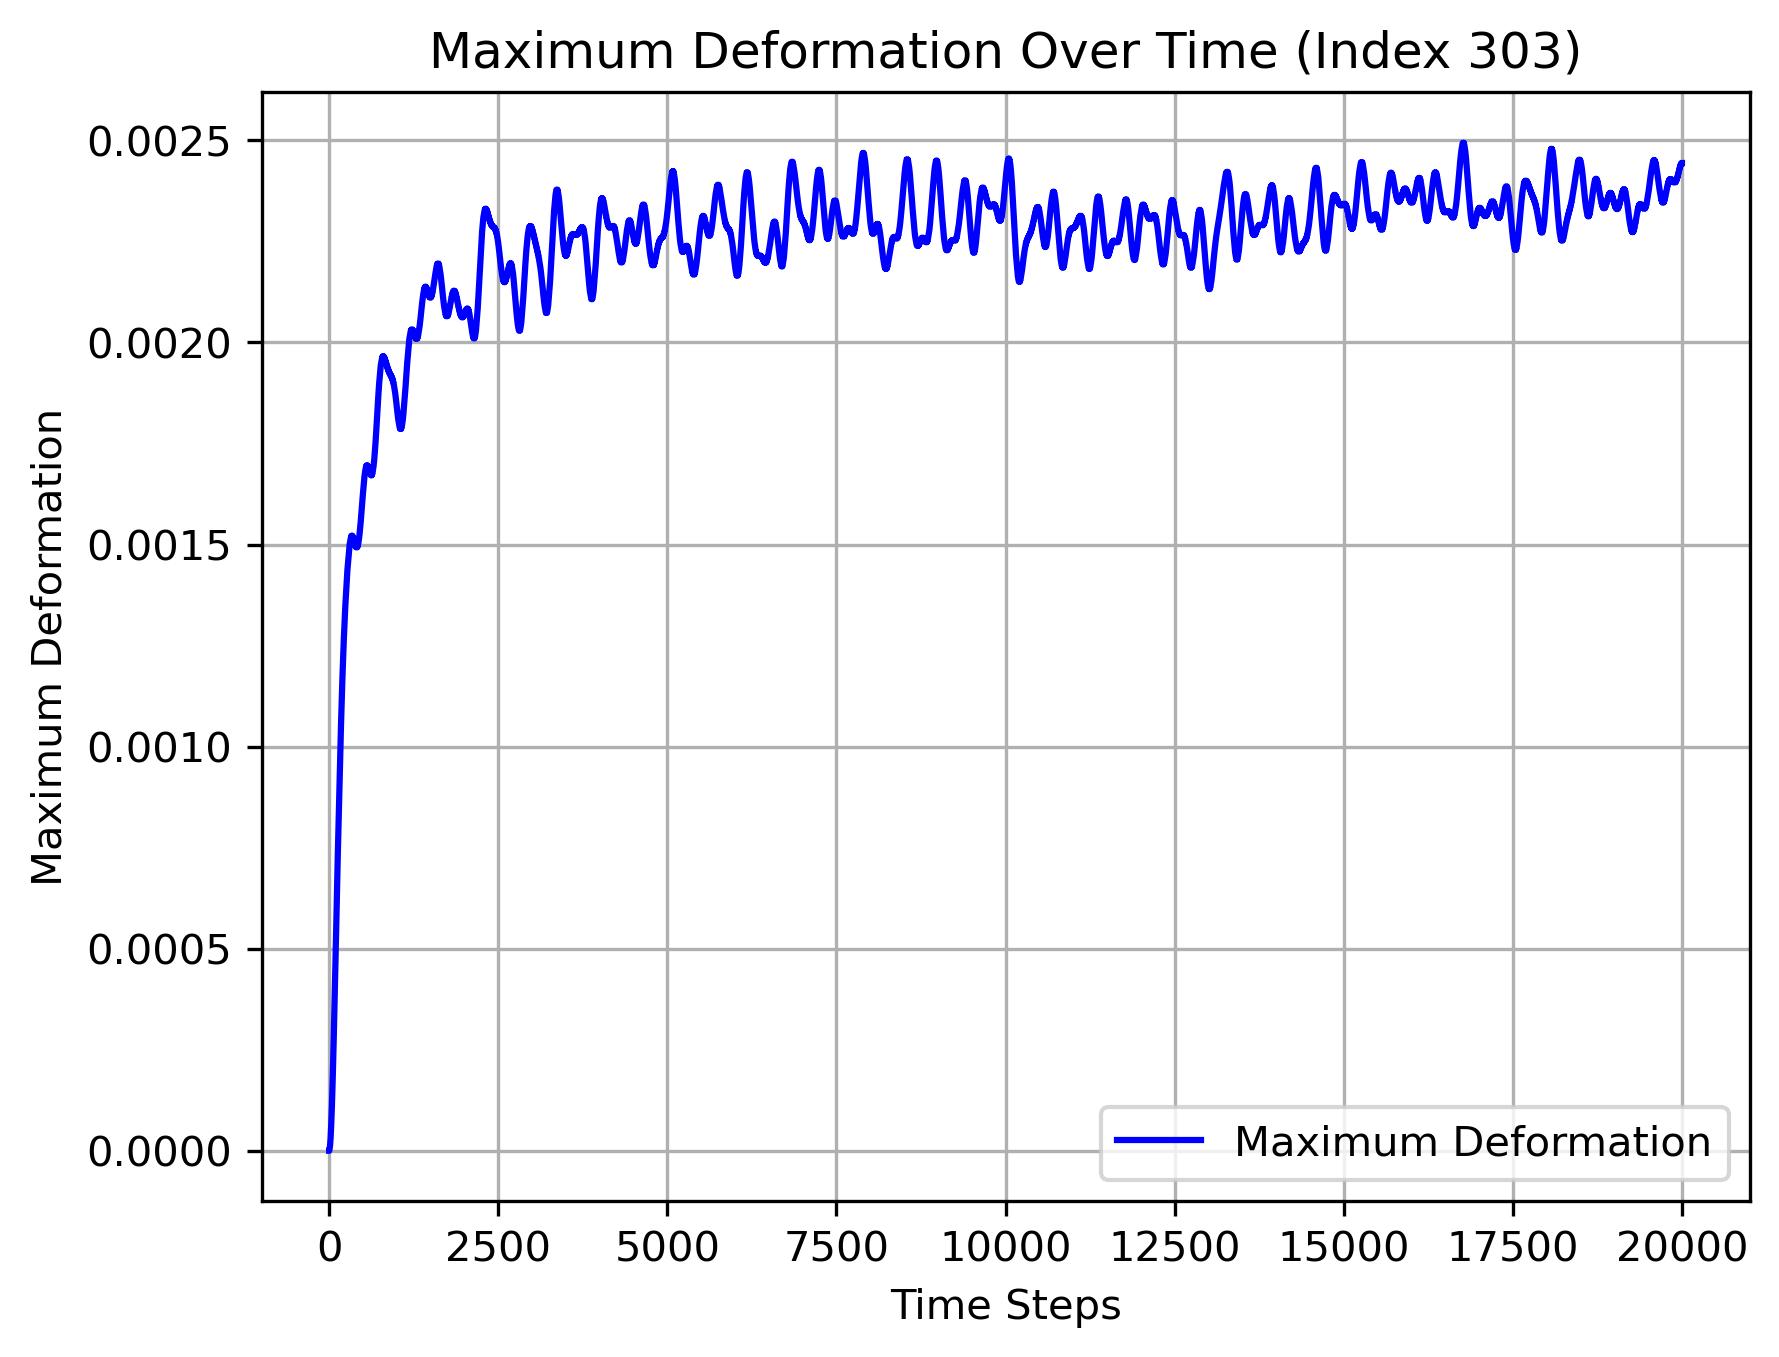 Maximum Deformation Over Time (Index 303)
0.0025
0.0020
0.0015
0.0010
0.0005
0.0000
Maximum Deformation
Maximum Deformation
0 2500 5000 7500 10000 12500 15000 17500 20000
Time Steps